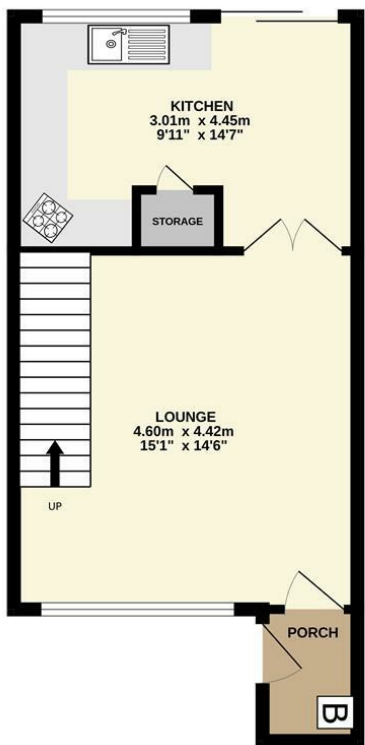 KITCHEN
3.01m x 4.45m
9'11" x 14'7"
STORAGE
LOUNGE
4.60m x 4.42m
15'1" x 14'6"
UP
PORCH
B